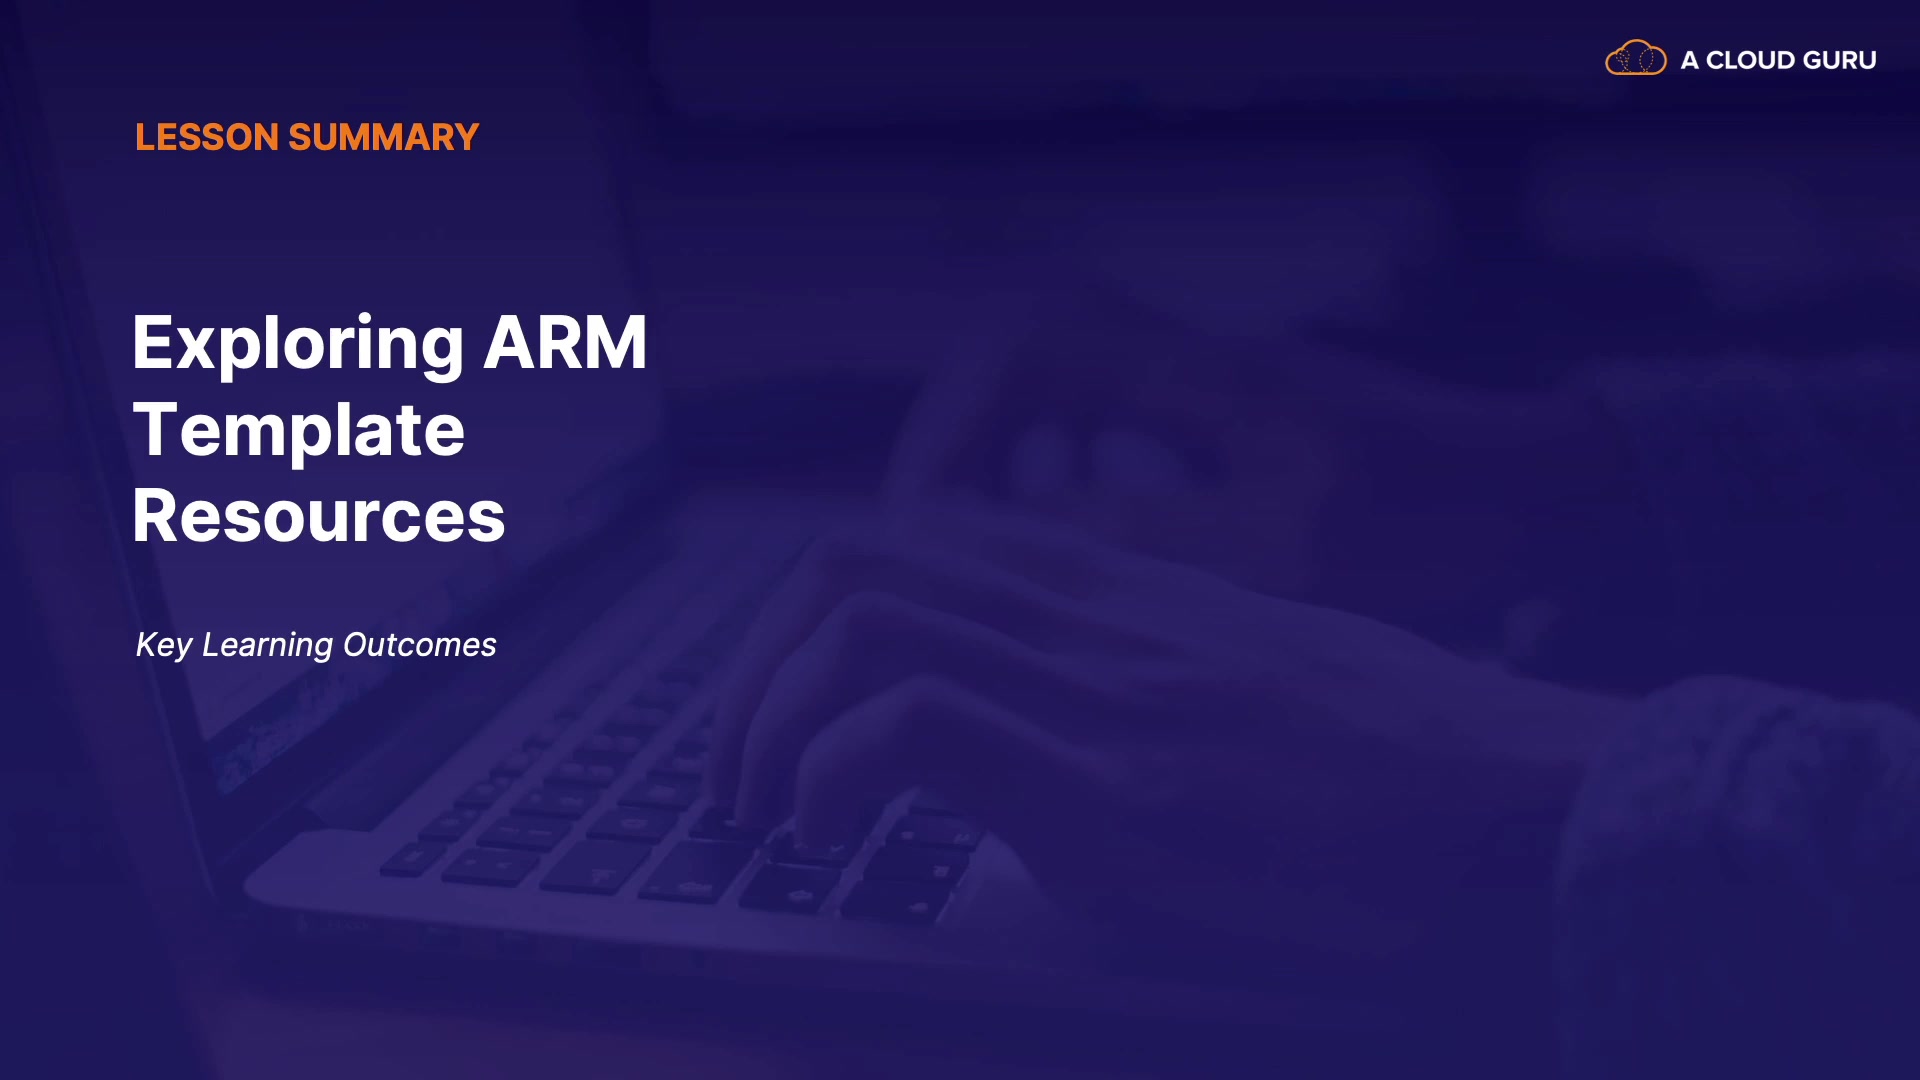 A CLOUD GURU
LESSON SUMMARY
Exploring ARM
Template
Resources
Key Learning Outcomes